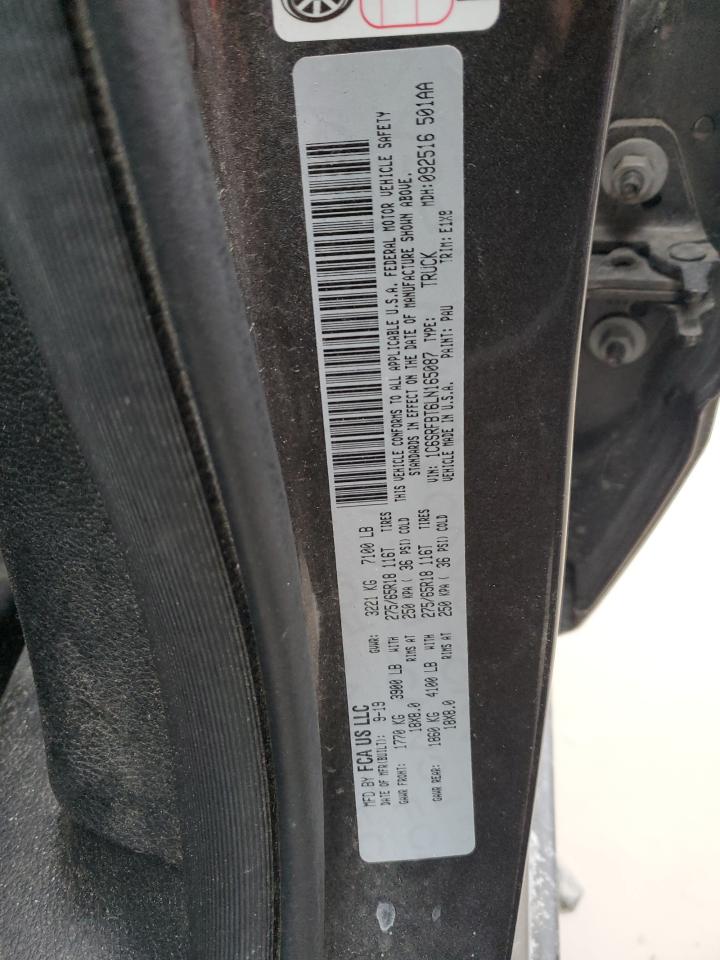 MFD BY FCA US LLC
DATE OF MFR(BUILT): 9-19 GVWR: 3221 KG 7100 LB
GAWR FRONT: 1770 KG 3900 LB WITH 275/65R18 116T TIRES
18X8.0 RIMS AT 250 KPA ( 36 PSI) COLD
GAWR REAR: 1860 KG 4100 LB WITH 275/65R18 116T TIRES
18X8.0 RIMS AT 250 KPA ( 36 PSI) COLD
THIS VEHICLE CONFORMS TO ALL APPLICABLE U.S.A. FEDERAL MOTOR VEHICLE SAFETY
STANDARDS IN EFFECT ON THE DATE OF MANUFACTURE SHOWN ABOVE.
VIN: 1C6SRFBT6LN165087 TYPE: TRUCK MDH:092516 501AA
VEHICLE MADE IN U.S.A. PAINT: PAU TRIM: E1X8